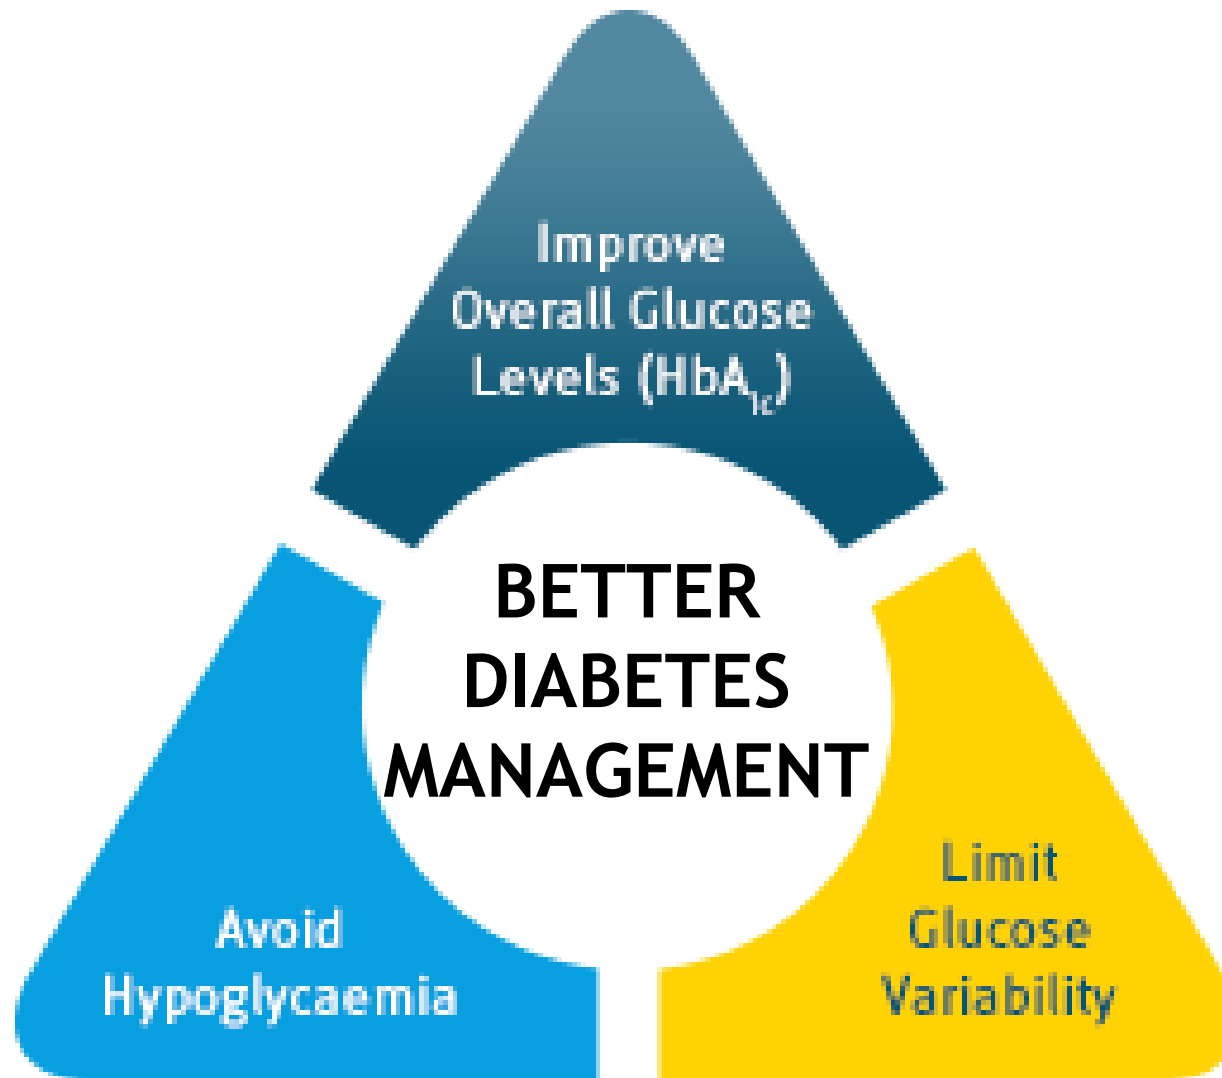 Improve
Overall Glucose
Levels (HbA1c)
BETTER
DIABETES
MANAGEMENT
Avoid
Hypoglycaemia
Limit
Glucose
Variability